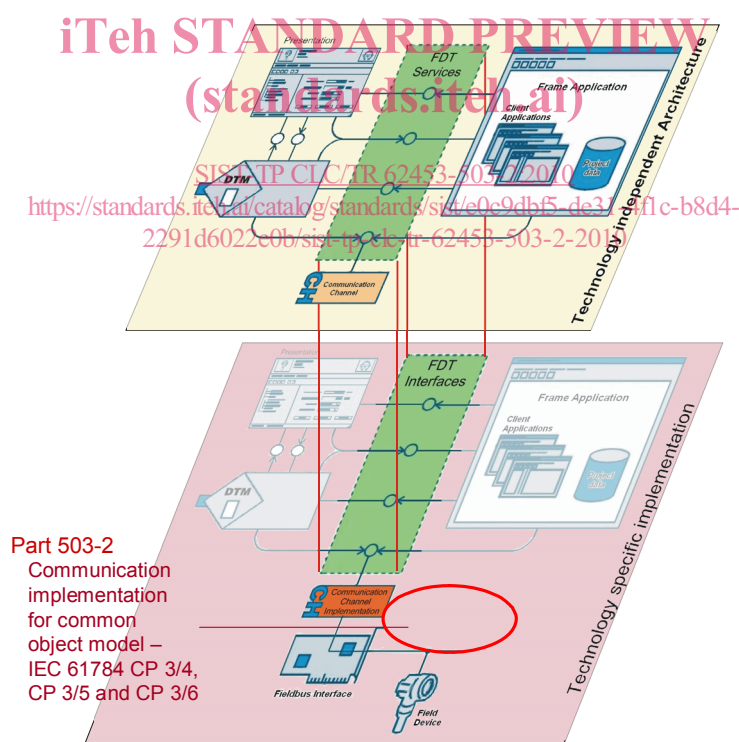 iTeh STANDARD PREVIEW
(standards.iteh.ai)
SIST-TP CLC/TR 62453-503-2:2010
https://standards.iteh.ai/catalog/standards/sist/e0c9dbf5-de31-4f1c-b8d4-
2291d6022e0b/sist-tp-clc-tr-62453-503-2-2010
Presentation
FDT
Services
Frame Application
Client
Applications
Project
data
DTM
CH
Communication
Channel
Technology independent Architecture
Presentation
FDT
Interfaces
Frame Application
Client
Applications
Project
data
DTM
CH
Communication
Channel
Implementation
Fieldbus Interface
Field
Device
Technology specific implementation
Part 503-2
Communication
implementation
for common
object model –
IEC 61784 CP 3/4,
CP 3/5 and CP 3/6